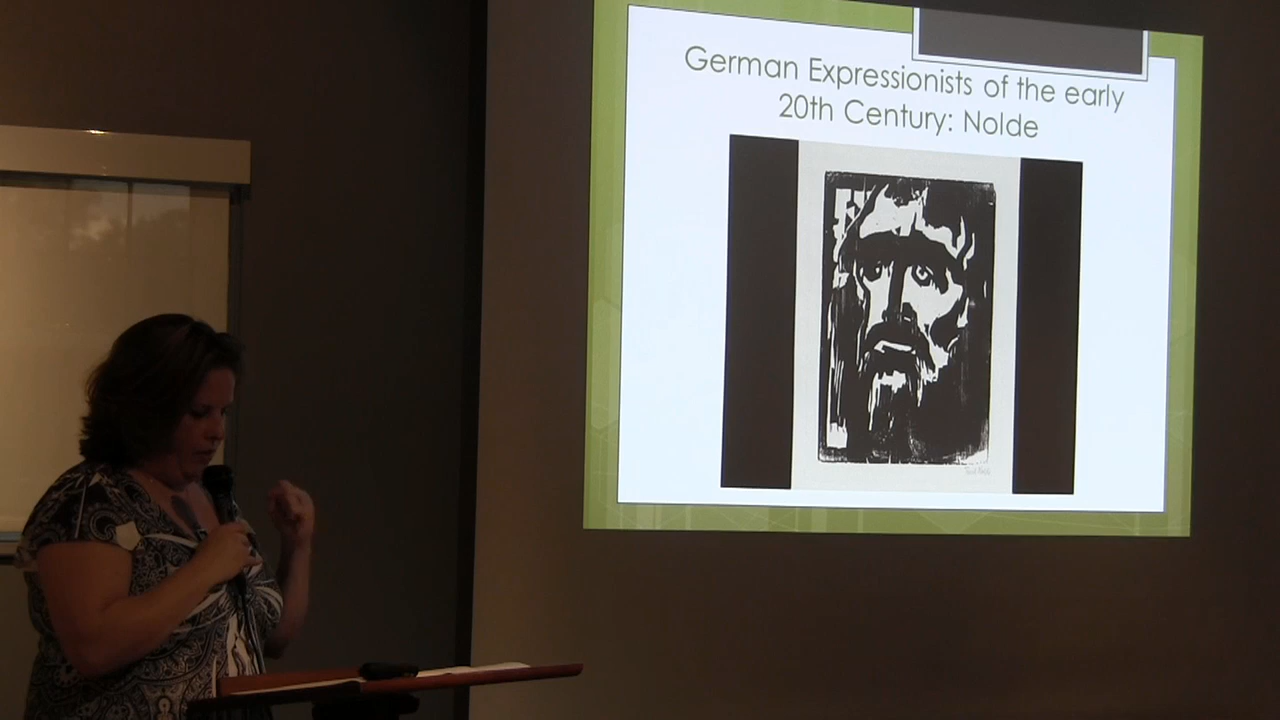 German Expressionists of the early
20th Century: Nolde